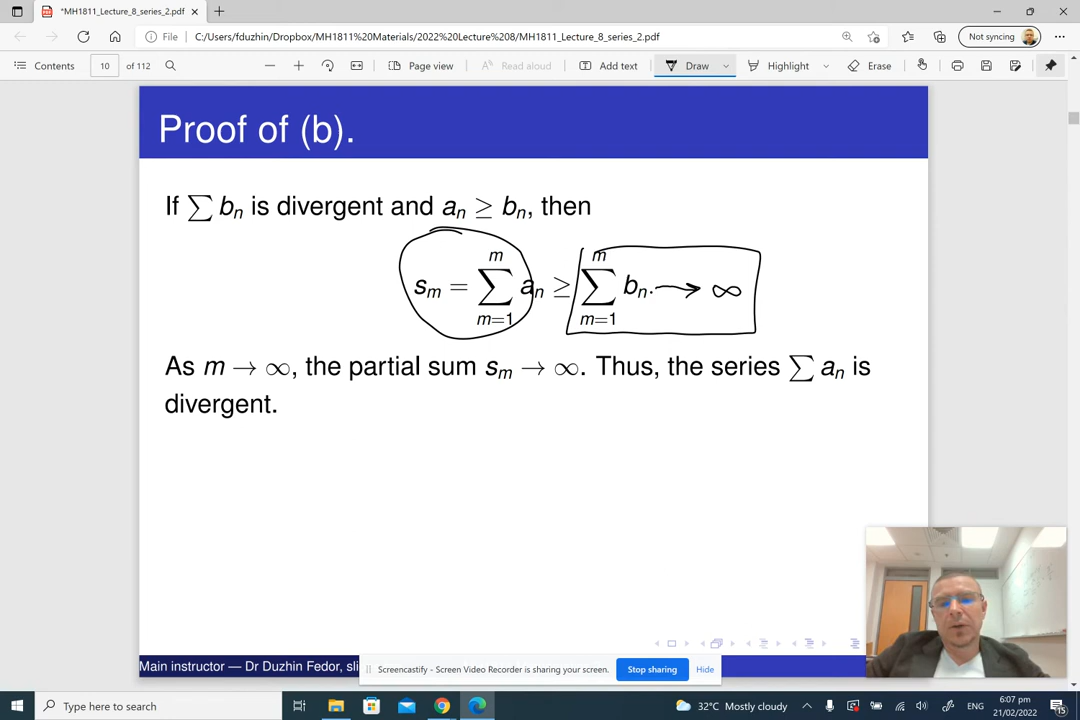 *MH1811_Lecture_8_series_2.pdf
File C:/Users/fduzhin/Dropbox/MH1811%20Materials/2022%20Lecture%208/MH1811_Lecture_8_series_2.pdf
Not syncing
Contents 10 of 112 Page view Read aloud Add text Draw Highlight Erase
Proof of (b).
If ∑ bₙ is divergent and aₙ ≥ bₙ, then
m m
sₘ = ∑ aₙ ≥ ∑ bₙ. → ∞
m=1 m=1
As m → ∞, the partial sum sₘ → ∞. Thus, the series ∑ aₙ is
divergent.
Main instructor — Dr Duzhin Fedor, sli
Screencastify - Screen Video Recorder is sharing your screen. Stop sharing Hide
Type here to search
32°C Mostly cloudy
ENG
6:07 pm
21/02/2022
15